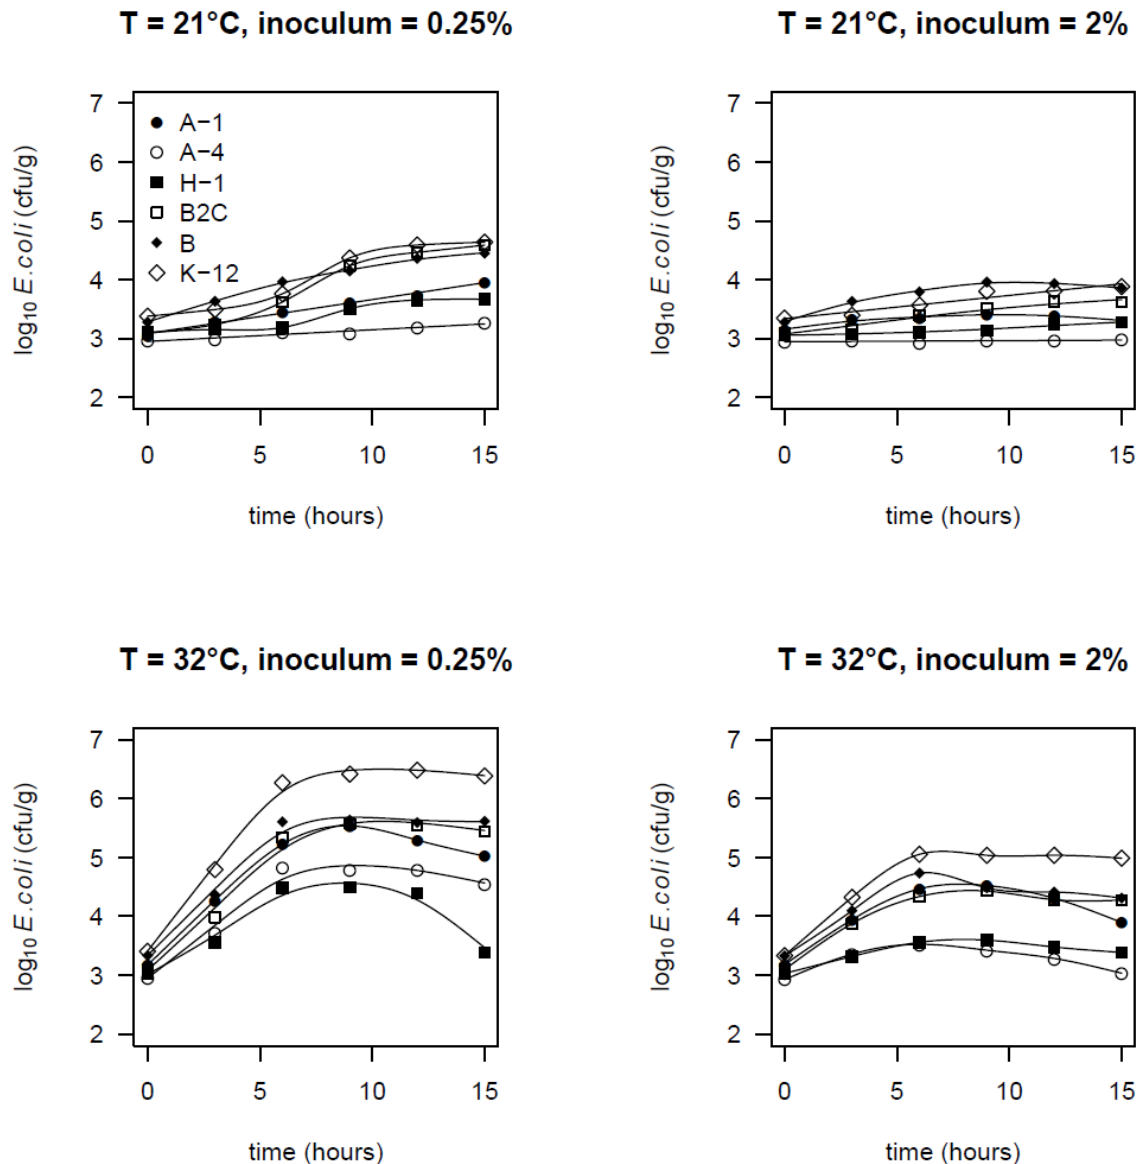 T = 21°C, inoculum = 0.25%
log10 E.coli (cfu/g)
7
6
5
4
3
2
A−1
A−4
H−1
B2C
B
K−12
0 5 10 15
time (hours)
T = 21°C, inoculum = 2%
log10 E.coli (cfu/g)
7
6
5
4
3
2
0 5 10 15
time (hours)
T = 32°C, inoculum = 0.25%
log10 E.coli (cfu/g)
7
6
5
4
3
2
0 5 10 15
time (hours)
T = 32°C, inoculum = 2%
log10 E.coli (cfu/g)
7
6
5
4
3
2
0 5 10 15
time (hours)